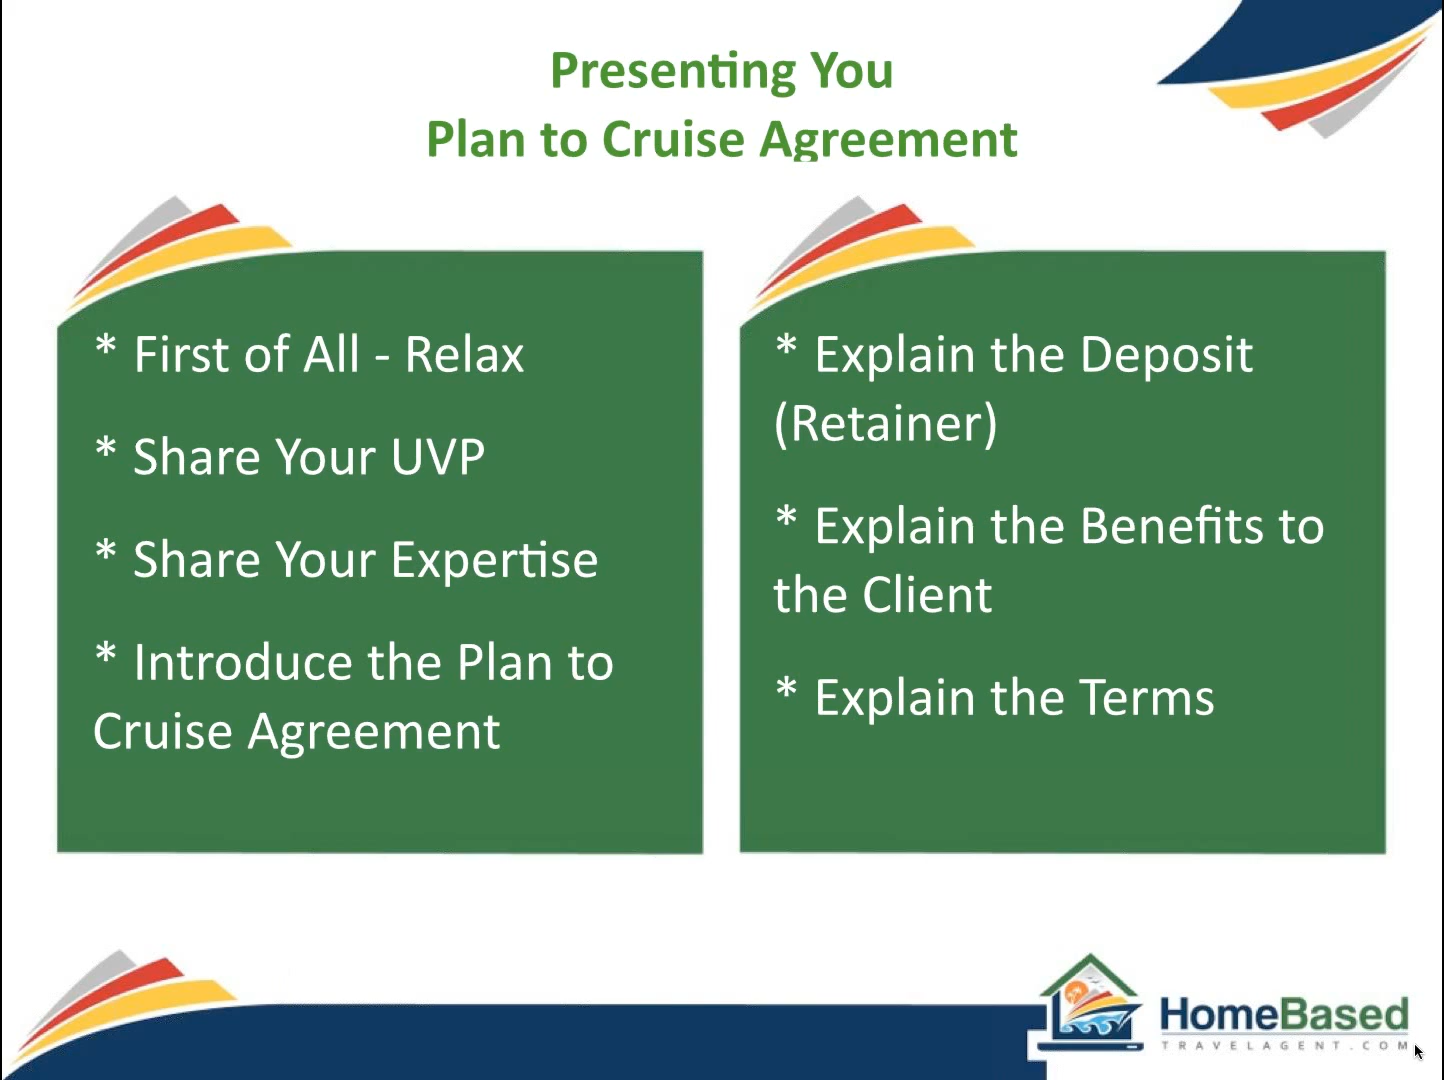 Presenting You
Plan to Cruise Agreement
* First of All - Relax
* Share Your UVP
* Share Your Expertise
* Introduce the Plan to
Cruise Agreement
* Explain the Deposit
(Retainer)
* Explain the Benefits to
the Client
* Explain the Terms
HomeBased
TRAVELAGENT.COM